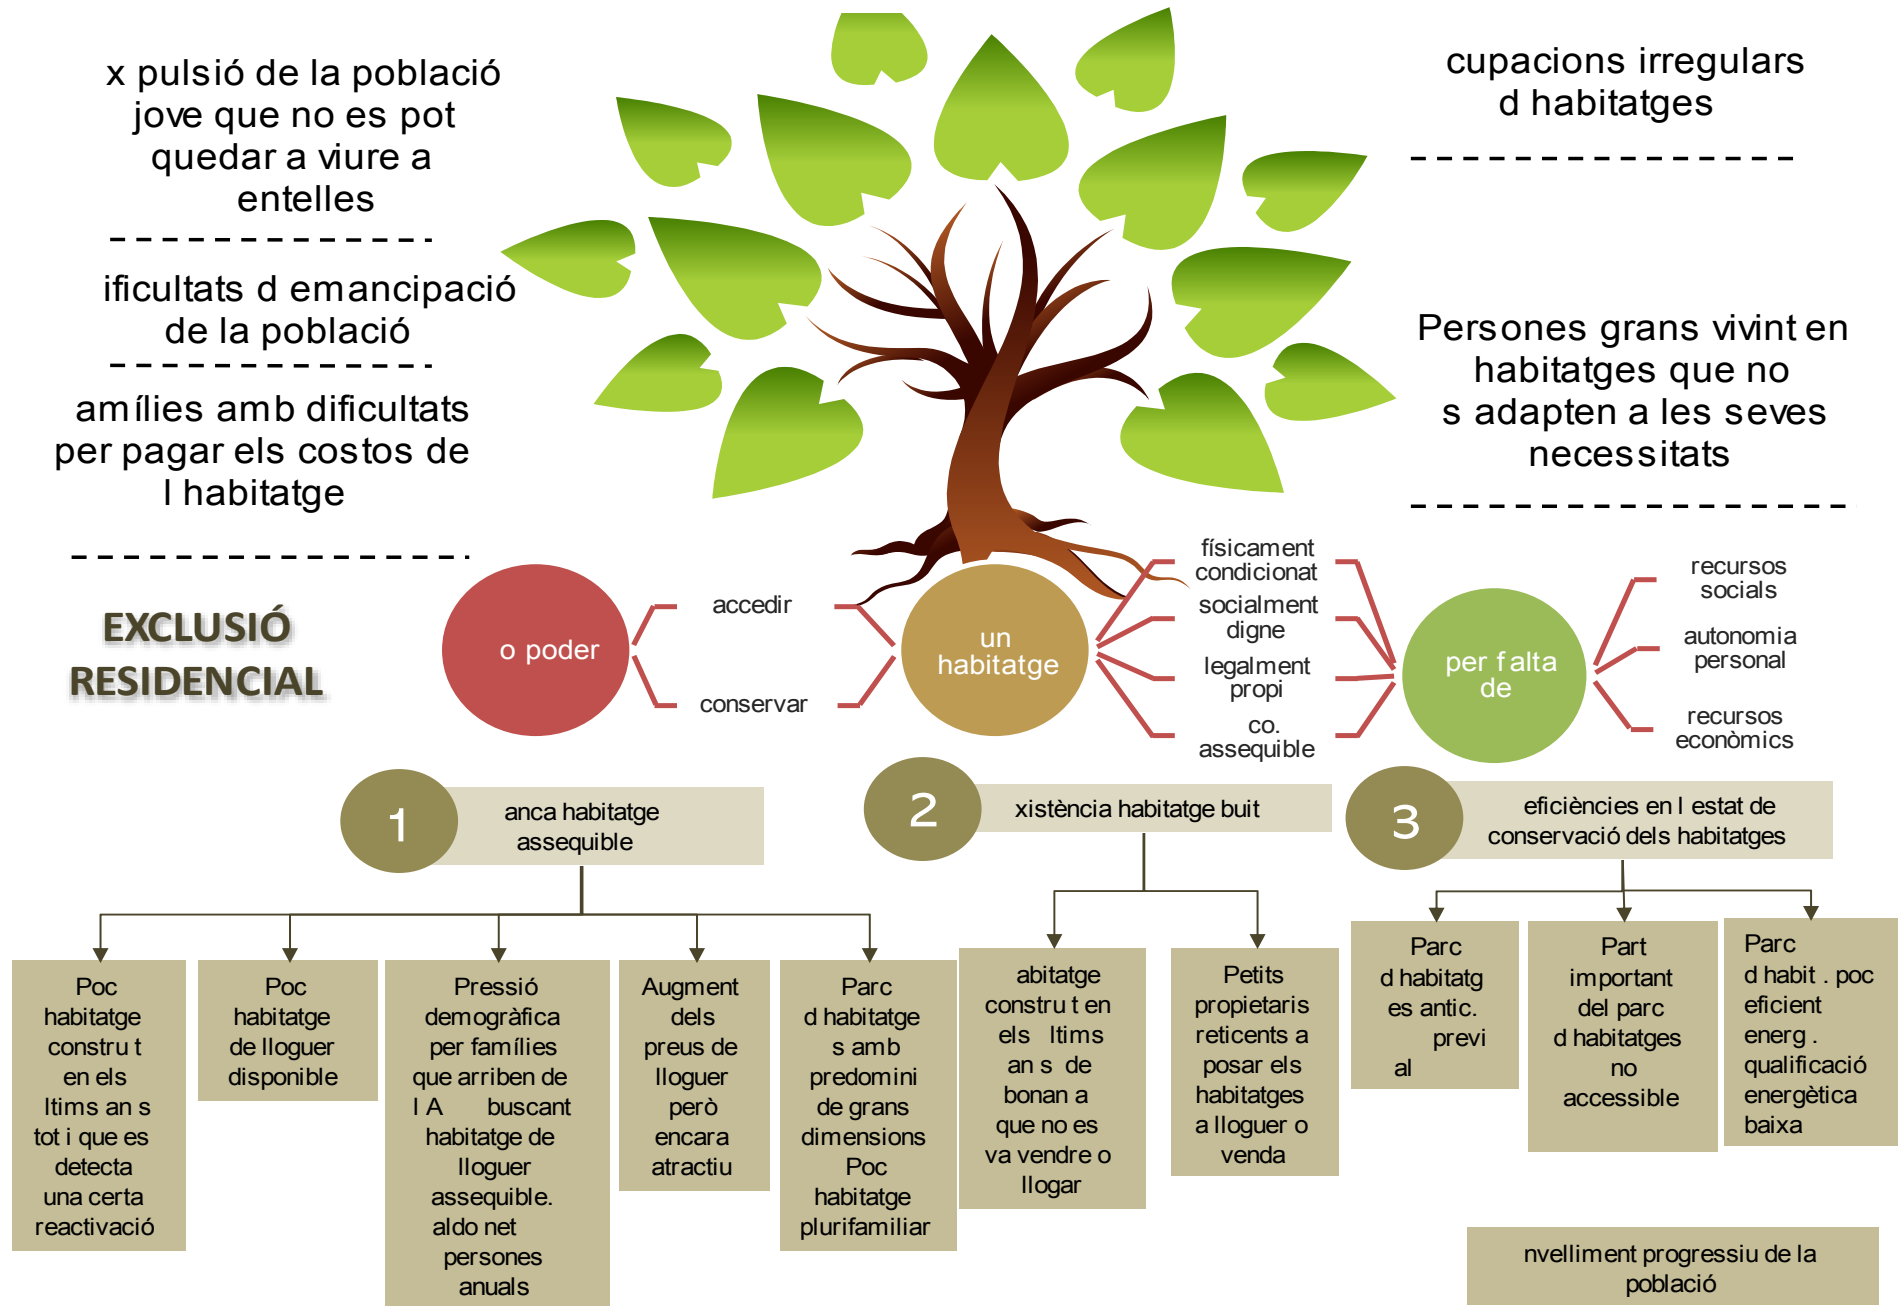 x pulsió de la població
jove que no es pot
quedar a viure a
entelles
ificultats d emancipació
de la població
amílies amb dificultats
per pagar els costos de
l habitatge
cupacions irregulars
d habitatges
Persones grans vivint en
habitatges que no
s adapten a les seves
necessitats
EXCLUSIÓ
RESIDENCIAL
o poder
accedir
conservar
un
habitatge
físicament
condicionat
socialment
digne
legalment
propi
co.
assequible
per falta
de
recursos
socials
autonomia
personal
recursos
econòmics
1
anca habitatge
assequible
2
xistència habitatge buit
3
eficiències en l estat de
conservació dels habitatges
Poc
habitatge
constru t
en els
ltims an s
tot i que es
detecta
una certa
reactivació
Poc
habitatge
de lloguer
disponible
Pressió
demogràfica
per famílies
que arriben de
l A buscant
habitatge de
lloguer
assequible.
aldo net
persones
anuals
Augment
dels
preus de
lloguer
però
encara
atractiu
Parc
d habitatge
s amb
predomini
de grans
dimensions
Poc
habitatge
plurifamiliar
abitatge
constru t en
els ltims
an s de
bonan a
que no es
va vendre o
llogar
Petits
propietaris
reticents a
posar els
habitatges
a lloguer o
venda
Parc
d habitatg
es antic.
previ
al
Part
important
del parc
d habitatges
no
accessible
Parc
d habit . poc
eficient
energ .
qualificació
energètica
baixa
nvelliment progressiu de la
població